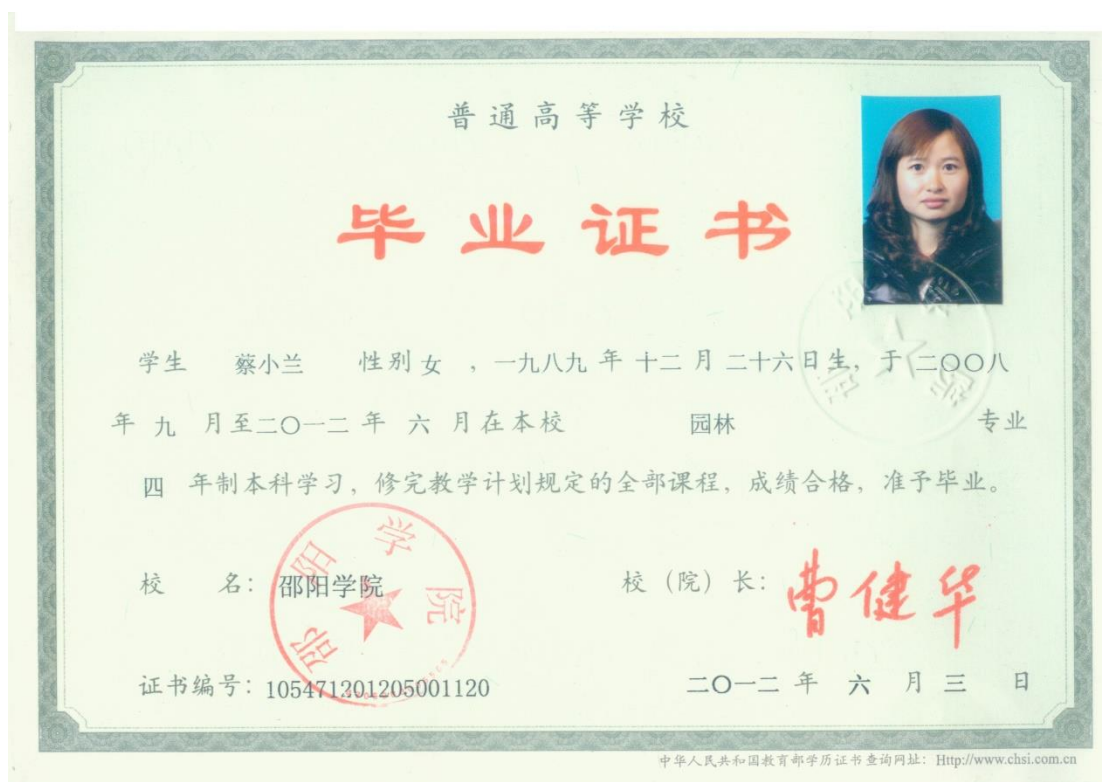 普通高等学校
毕业证书
学生 蔡小兰 性别 女 ，一九八九 年 十二 月 二十六 日生，于 二〇〇八
年 九 月至 二〇一二 年 六 月在本校 园林 专业
四 年制本科学习，修完教学计划规定的全部课程，成绩合格，准予毕业。
校 名：邵阳学院 校（院）长：曹健华
邵阳学院
证书编号：105471201205001120 二〇一二 年 六 月 三 日
中华人民共和国教育部学历证书查询网址：Http://www.chsi.com.cn